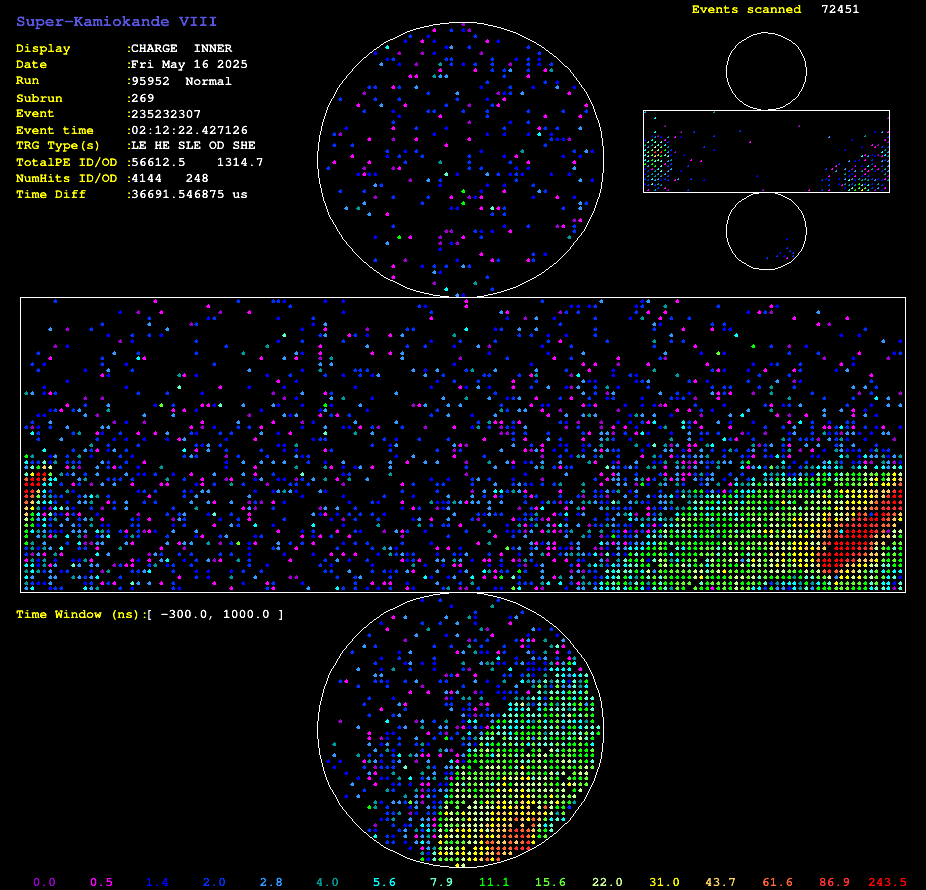 Super-Kamiokande VIII
Events scanned 72451
Display :CHARGE INNER
Date :Fri May 16 2025
Run :95952 Normal
Subrun :269
Event :235232307
Event time :02:12:22.427126
TRG Type(s) :LE HE SLE OD SHE
TotalPE ID/OD :56612.5 1314.7
NumHits ID/OD :4144 248
Time Diff :36691.546875 us
Time Window (ns):[ -300.0, 1000.0 ]
0.0 0.5 1.4 2.0 2.8 4.0 5.6 7.9 11.1 15.6 22.0 31.0 43.7 61.6 86.9 243.5